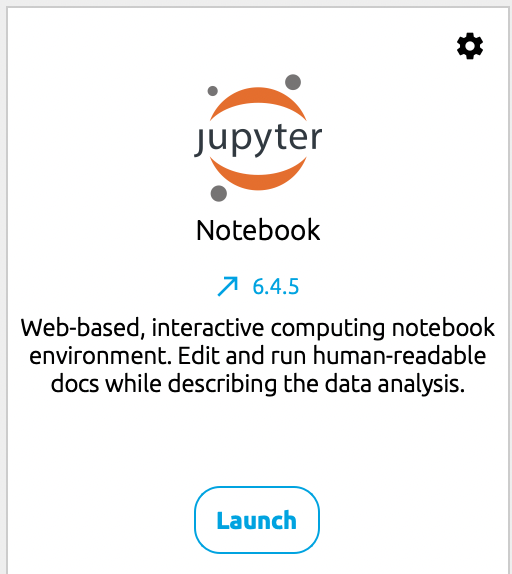 jupyter
Notebook
6.4.5
Web-based, interactive computing notebook
environment. Edit and run human-readable
docs while describing the data analysis.
Launch